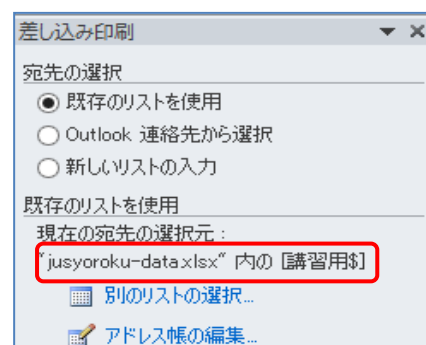 差し込み印刷
宛先の選択
既存のリストを使用
Outlook 連絡先から選択
新しいリストの入力
既存のリストを使用
現在の宛先の選択元：
"jusyoroku-data.xlsx" 内の [講習用$]
別のリストの選択...
アドレス帳の編集...